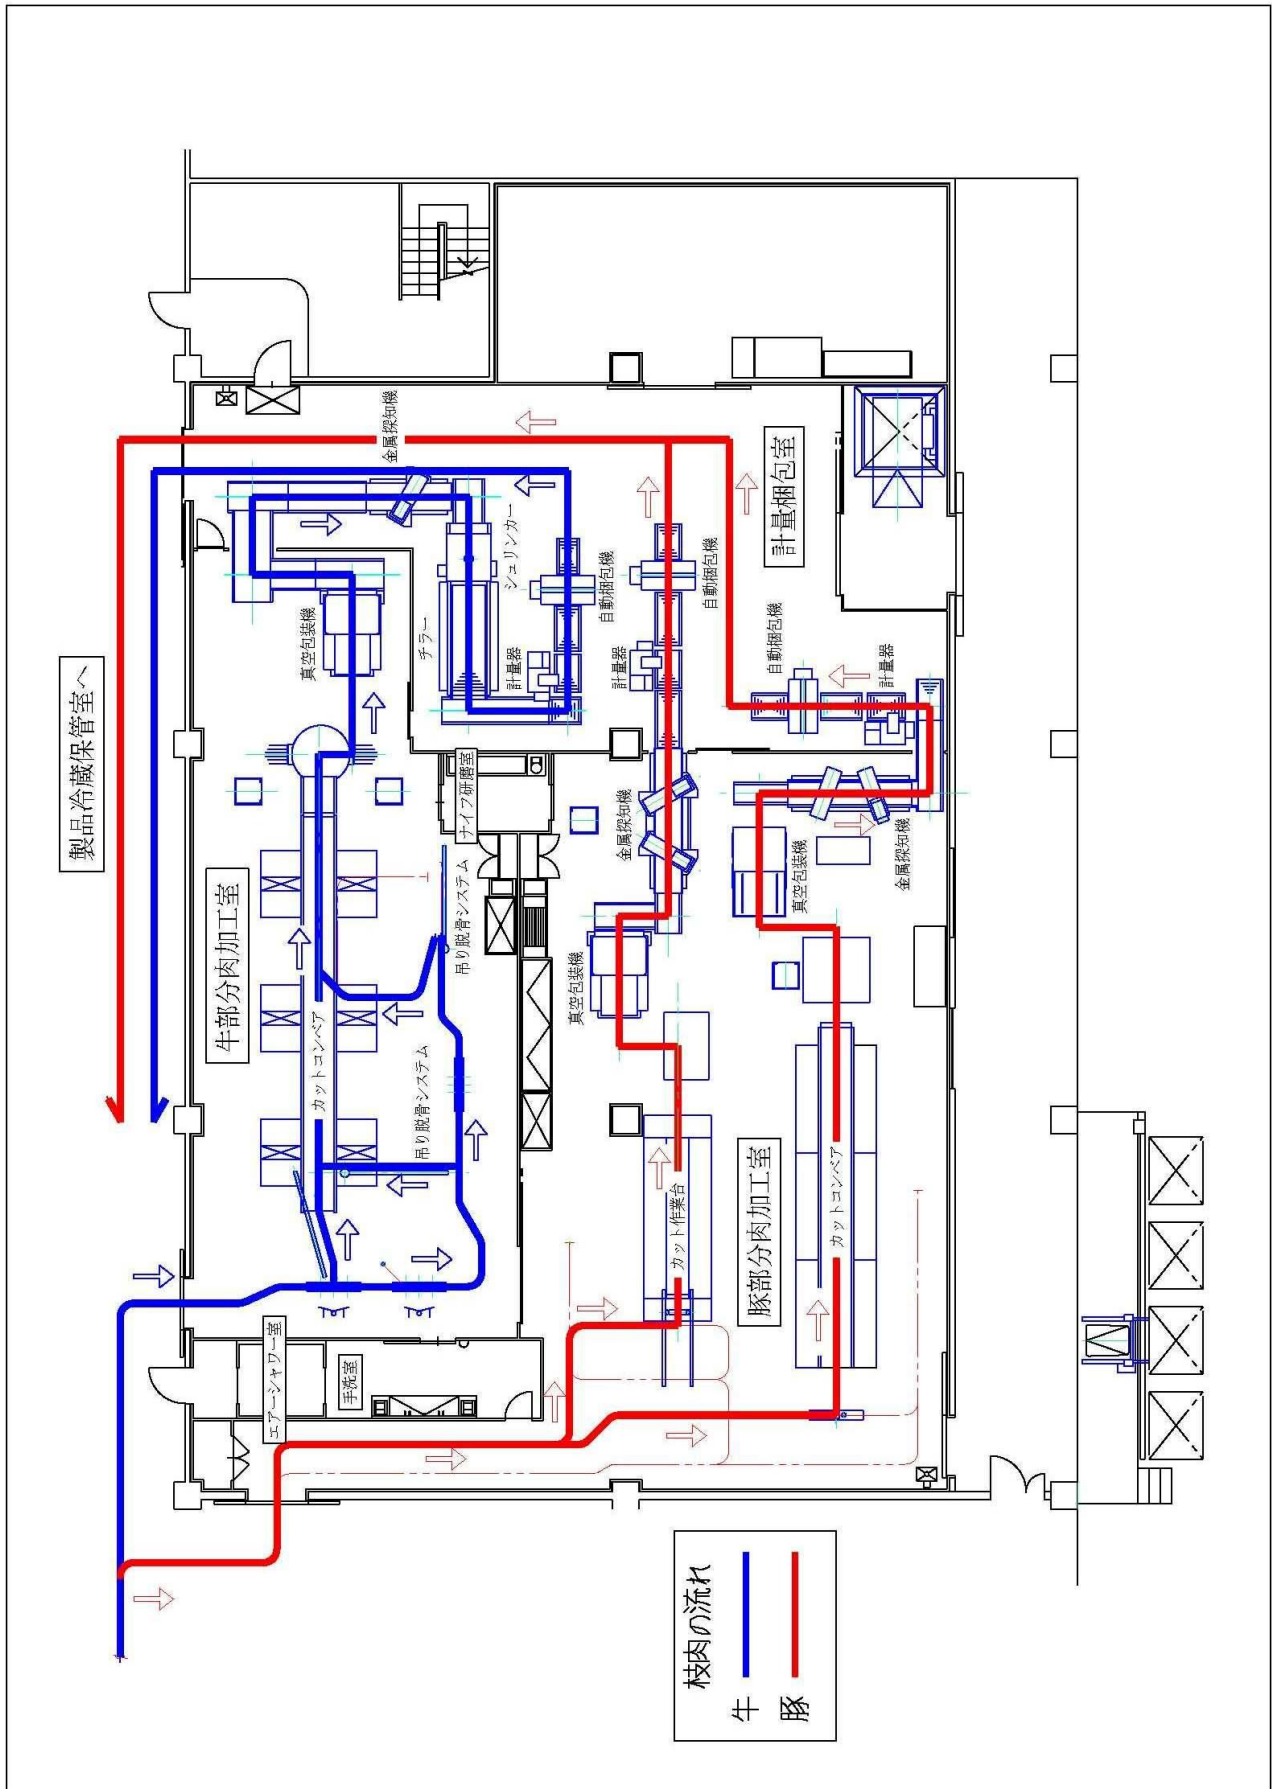 製品冷蔵保管室へ
牛部分肉加工室
カットコンベア
吊り脱骨システム
吊り脱骨システム
真空包装機
金属探知機
シュリンカー
チラー
計量器
自動梱包機
ナイフ研磨室
エアーシャワー室
手洗室
カット作業台
真空包装機
金属探知機
計量器
自動梱包機
豚部分肉加工室
カットコンベア
真空包装機
金属探知機
計量器
自動梱包機
計量梱包室
枝肉の流れ
牛
豚